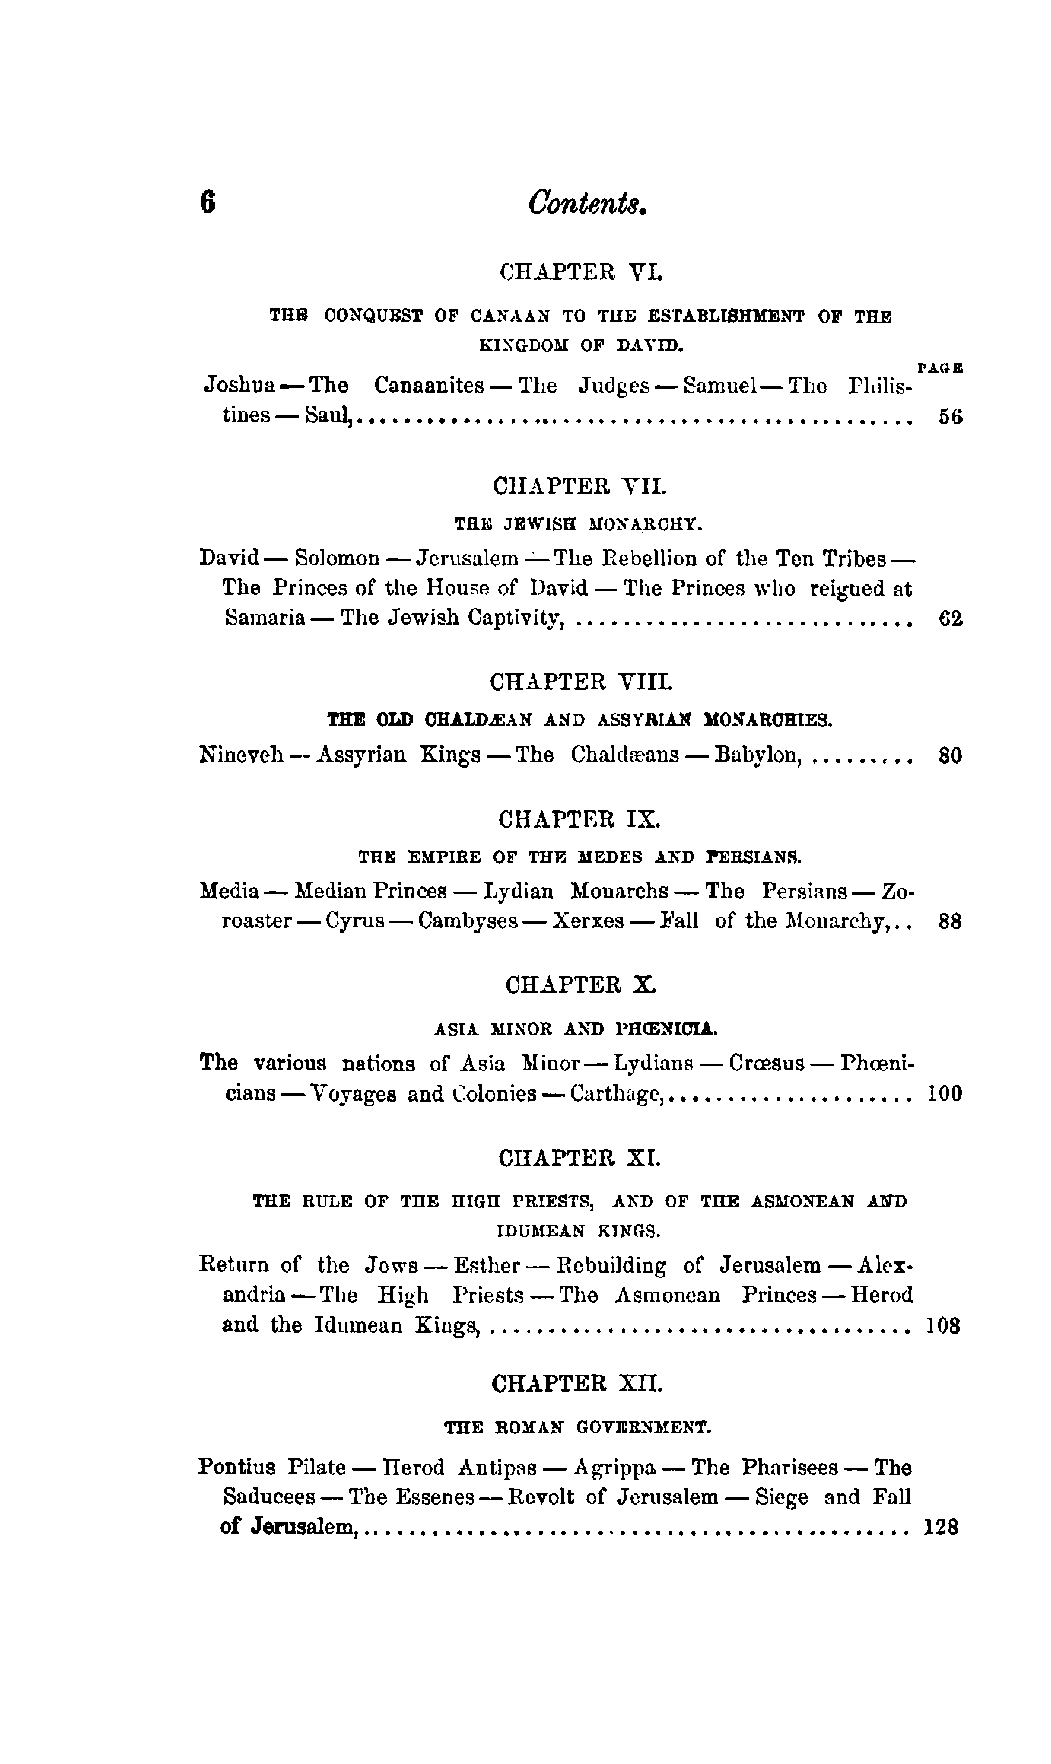 6 Contents.
CHAPTER VI.
THE CONQUEST OF CANAAN TO THE ESTABLISHMENT OF THE
KINGDOM OF DAVID.
PAGE
Joshua — The Canaanites — The Judges — Samuel — The Philis-
tines — Saul, ................................................ 56
CHAPTER VII.
THE JEWISH MONARCHY.
David — Solomon — Jerusalem — The Rebellion of the Ten Tribes —
The Princes of the House of David — The Princes who reigned at
Samaria — The Jewish Captivity, ............................. 62
CHAPTER VIII.
THE OLD CHALDÆAN AND ASSYRIAN MONARCHIES.
Nineveh — Assyrian Kings — The Chaldæans — Babylon, ......... 80
CHAPTER IX.
THE EMPIRE OF THE MEDES AND PERSIANS.
Media — Median Princes — Lydian Monarchs — The Persians — Zo-
roaster — Cyrus — Cambyses — Xerxes — Fall of the Monarchy, .. 88
CHAPTER X.
ASIA MINOR AND PHŒNICIA.
The various nations of Asia Minor — Lydians — Crœsus — Phœni-
cians — Voyages and Colonies — Carthage, ..................... 100
CHAPTER XI.
THE RULE OF THE HIGH PRIESTS, AND OF THE ASMONEAN AND
IDUMEAN KINGS.
Return of the Jews — Esther — Rebuilding of Jerusalem — Alex-
andria — The High Priests — The Asmonean Princes — Herod
and the Idumean Kings, .................................... 108
CHAPTER XII.
THE ROMAN GOVERNMENT.
Pontius Pilate — Herod Antipas — Agrippa — The Pharisees — The
Saducees — The Essenes — Revolt of Jerusalem — Siege and Fall
of Jerusalem, ............................................... 128